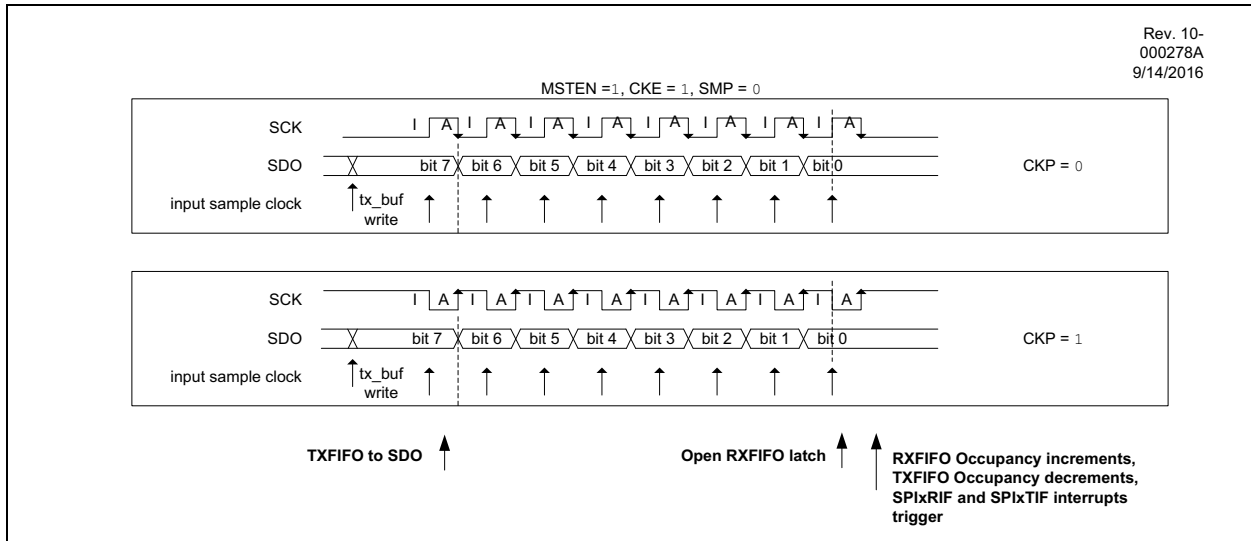 Rev. 10-
000278A
9/14/2016
MSTEN =1, CKE = 1, SMP = 0
SCK I A I A I A I A I A I A I A I A
SDO bit 7 bit 6 bit 5 bit 4 bit 3 bit 2 bit 1 bit 0 CKP = 0
input sample clock tx_buf
write
SCK I A I A I A I A I A I A I A I A
SDO bit 7 bit 6 bit 5 bit 4 bit 3 bit 2 bit 1 bit 0 CKP = 1
input sample clock tx_buf
write
TXFIFO to SDO Open RXFIFO latch RXFIFO Occupancy increments,
TXFIFO Occupancy decrements,
SPIxRIF and SPIxTIF interrupts
trigger